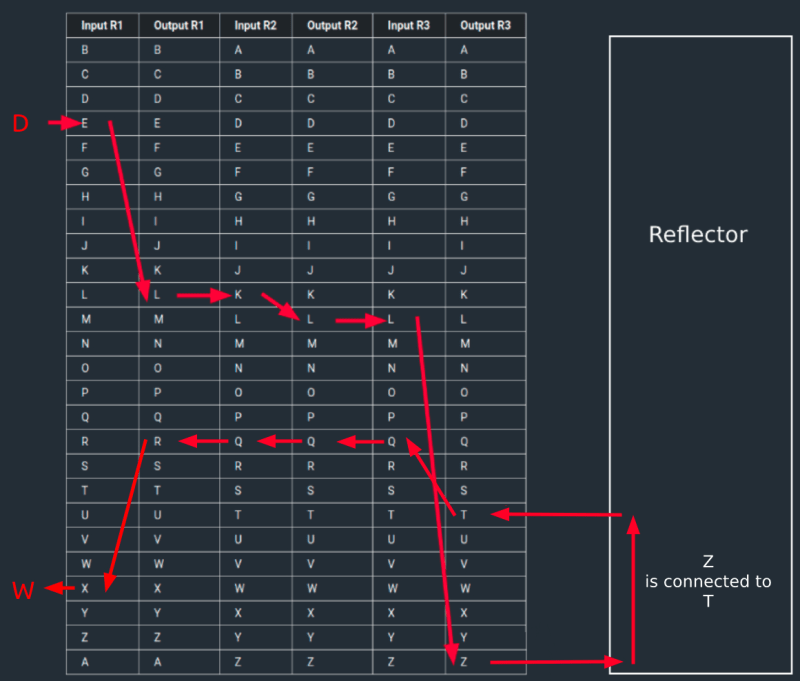 Input R1 Output R1 Input R2 Output R2 Input R3 Output R3
B B A A A A
C C B B B B
D D C C C C
D E E D D D D
F F E E E E
G G F F F F
H H G G G G
I I H H H H
J J I I I I
Reflector
K K J J J J
L L K K K K
M M L L L L
N N M M M M
O O N N N N
P P O O O O
Q Q P P P P
R R Q Q Q Q
S S R R R R
T T S S S S
U U T T T T
V V U U U U
W W V V V V
Z
is connected to
T
W X X W W W W
Y Y X X X X
Z Z Y Y Y Y
A A Z Z Z Z